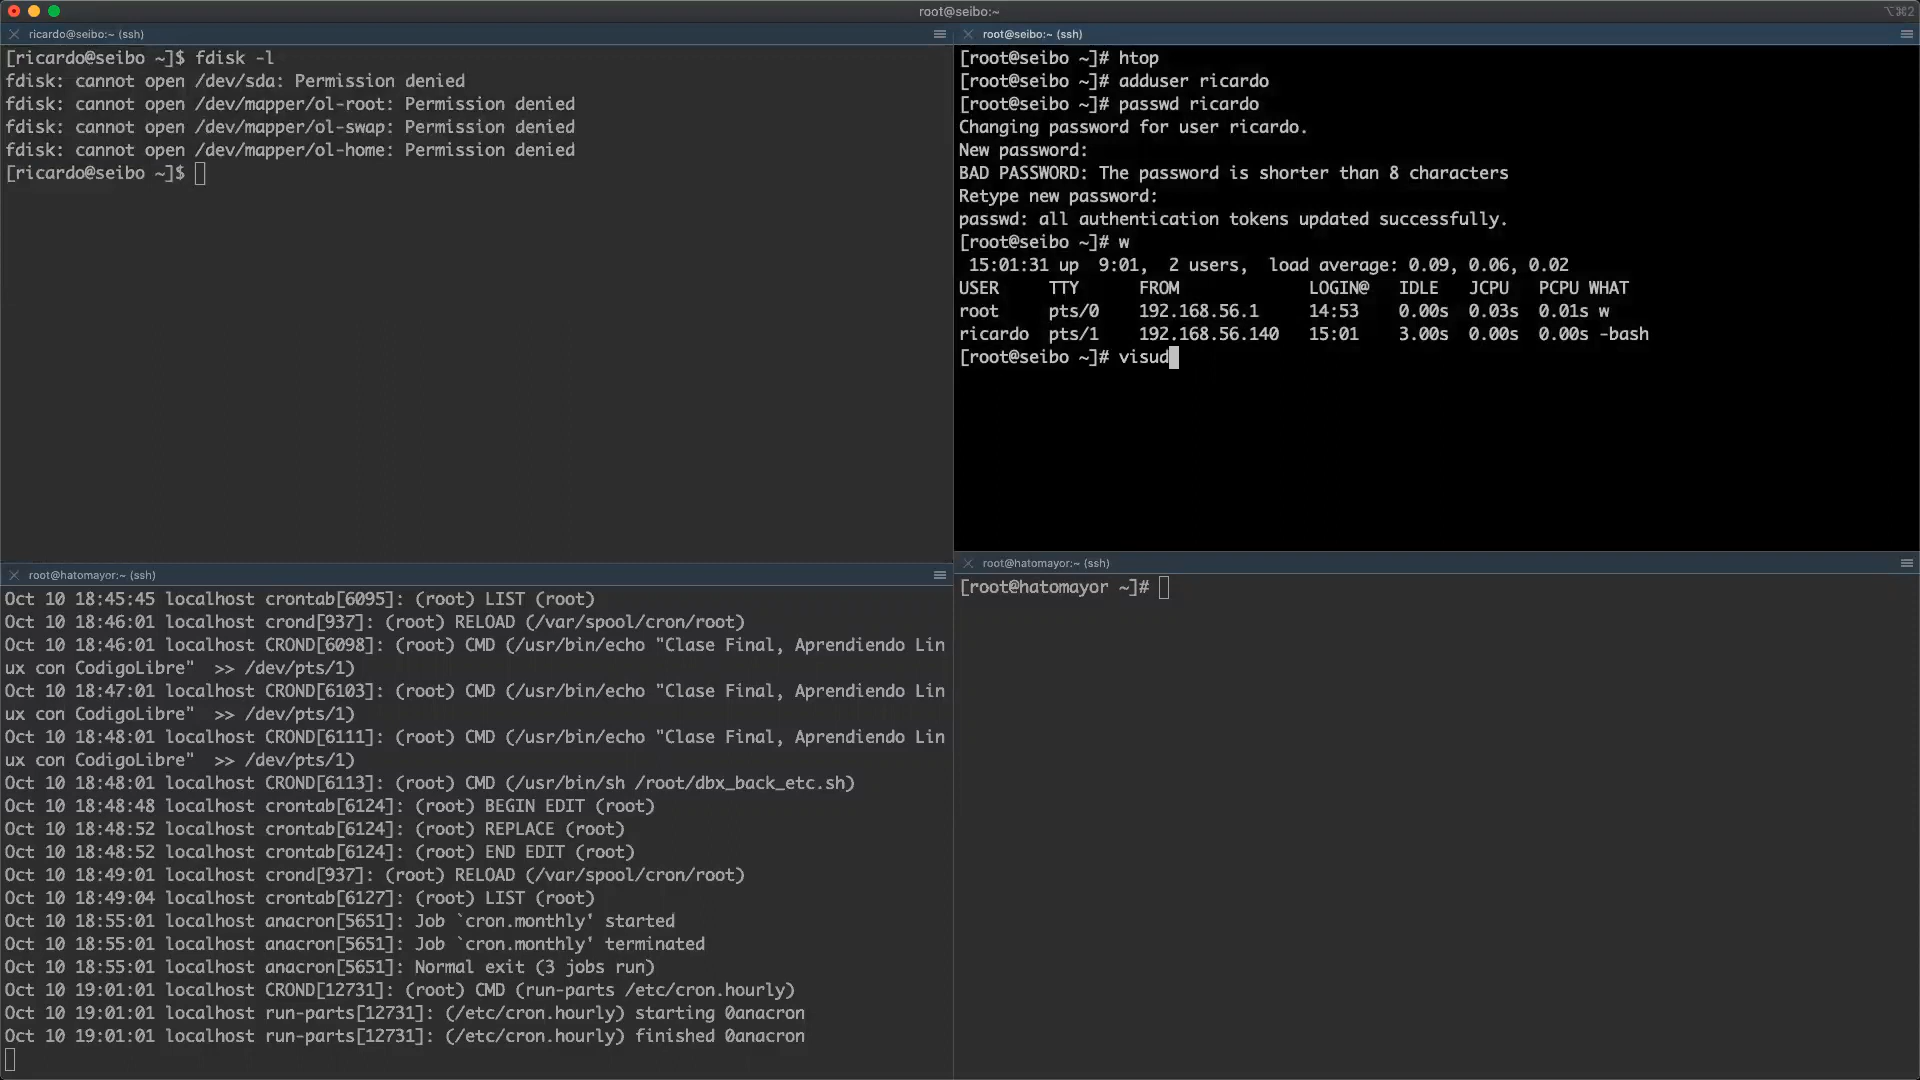 root@seibo:~
⌥⌘2
ricardo@seibo:~ (ssh)
[ricardo@seibo ~]$ fdisk -l
fdisk: cannot open /dev/sda: Permission denied
fdisk: cannot open /dev/mapper/ol-root: Permission denied
fdisk: cannot open /dev/mapper/ol-swap: Permission denied
fdisk: cannot open /dev/mapper/ol-home: Permission denied
[ricardo@seibo ~]$
root@seibo:~ (ssh)
[root@seibo ~]# htop
[root@seibo ~]# adduser ricardo
[root@seibo ~]# passwd ricardo
Changing password for user ricardo.
New password:
BAD PASSWORD: The password is shorter than 8 characters
Retype new password:
passwd: all authentication tokens updated successfully.
[root@seibo ~]# w
 15:01:31 up  9:01,  2 users,  load average: 0.09, 0.06, 0.02
USER     TTY      FROM             LOGIN@   IDLE   JCPU   PCPU WHAT
root     pts/0    192.168.56.1     14:53    0.00s  0.03s  0.01s w
ricardo  pts/1    192.168.56.140   15:01    3.00s  0.00s  0.00s -bash
[root@seibo ~]# visud
root@hatomayor:~ (ssh)
Oct 10 18:45:45 localhost crontab[6095]: (root) LIST (root)
Oct 10 18:46:01 localhost crond[937]: (root) RELOAD (/var/spool/cron/root)
Oct 10 18:46:01 localhost CROND[6098]: (root) CMD (/usr/bin/echo "Clase Final, Aprendiendo Lin
ux con CodigoLibre"  >> /dev/pts/1)
Oct 10 18:47:01 localhost CROND[6103]: (root) CMD (/usr/bin/echo "Clase Final, Aprendiendo Lin
ux con CodigoLibre"  >> /dev/pts/1)
Oct 10 18:48:01 localhost CROND[6111]: (root) CMD (/usr/bin/echo "Clase Final, Aprendiendo Lin
ux con CodigoLibre"  >> /dev/pts/1)
Oct 10 18:48:01 localhost CROND[6113]: (root) CMD (/usr/bin/sh /root/dbx_back_etc.sh)
Oct 10 18:48:48 localhost crontab[6124]: (root) BEGIN EDIT (root)
Oct 10 18:48:52 localhost crontab[6124]: (root) REPLACE (root)
Oct 10 18:48:52 localhost crontab[6124]: (root) END EDIT (root)
Oct 10 18:49:01 localhost crond[937]: (root) RELOAD (/var/spool/cron/root)
Oct 10 18:49:04 localhost crontab[6127]: (root) LIST (root)
Oct 10 18:55:01 localhost anacron[5651]: Job `cron.monthly' started
Oct 10 18:55:01 localhost anacron[5651]: Job `cron.monthly' terminated
Oct 10 18:55:01 localhost anacron[5651]: Normal exit (3 jobs run)
Oct 10 19:01:01 localhost CROND[12731]: (root) CMD (run-parts /etc/cron.hourly)
Oct 10 19:01:01 localhost run-parts[12731]: (/etc/cron.hourly) starting 0anacron
Oct 10 19:01:01 localhost run-parts[12731]: (/etc/cron.hourly) finished 0anacron
root@hatomayor:~ (ssh)
[root@hatomayor ~]#